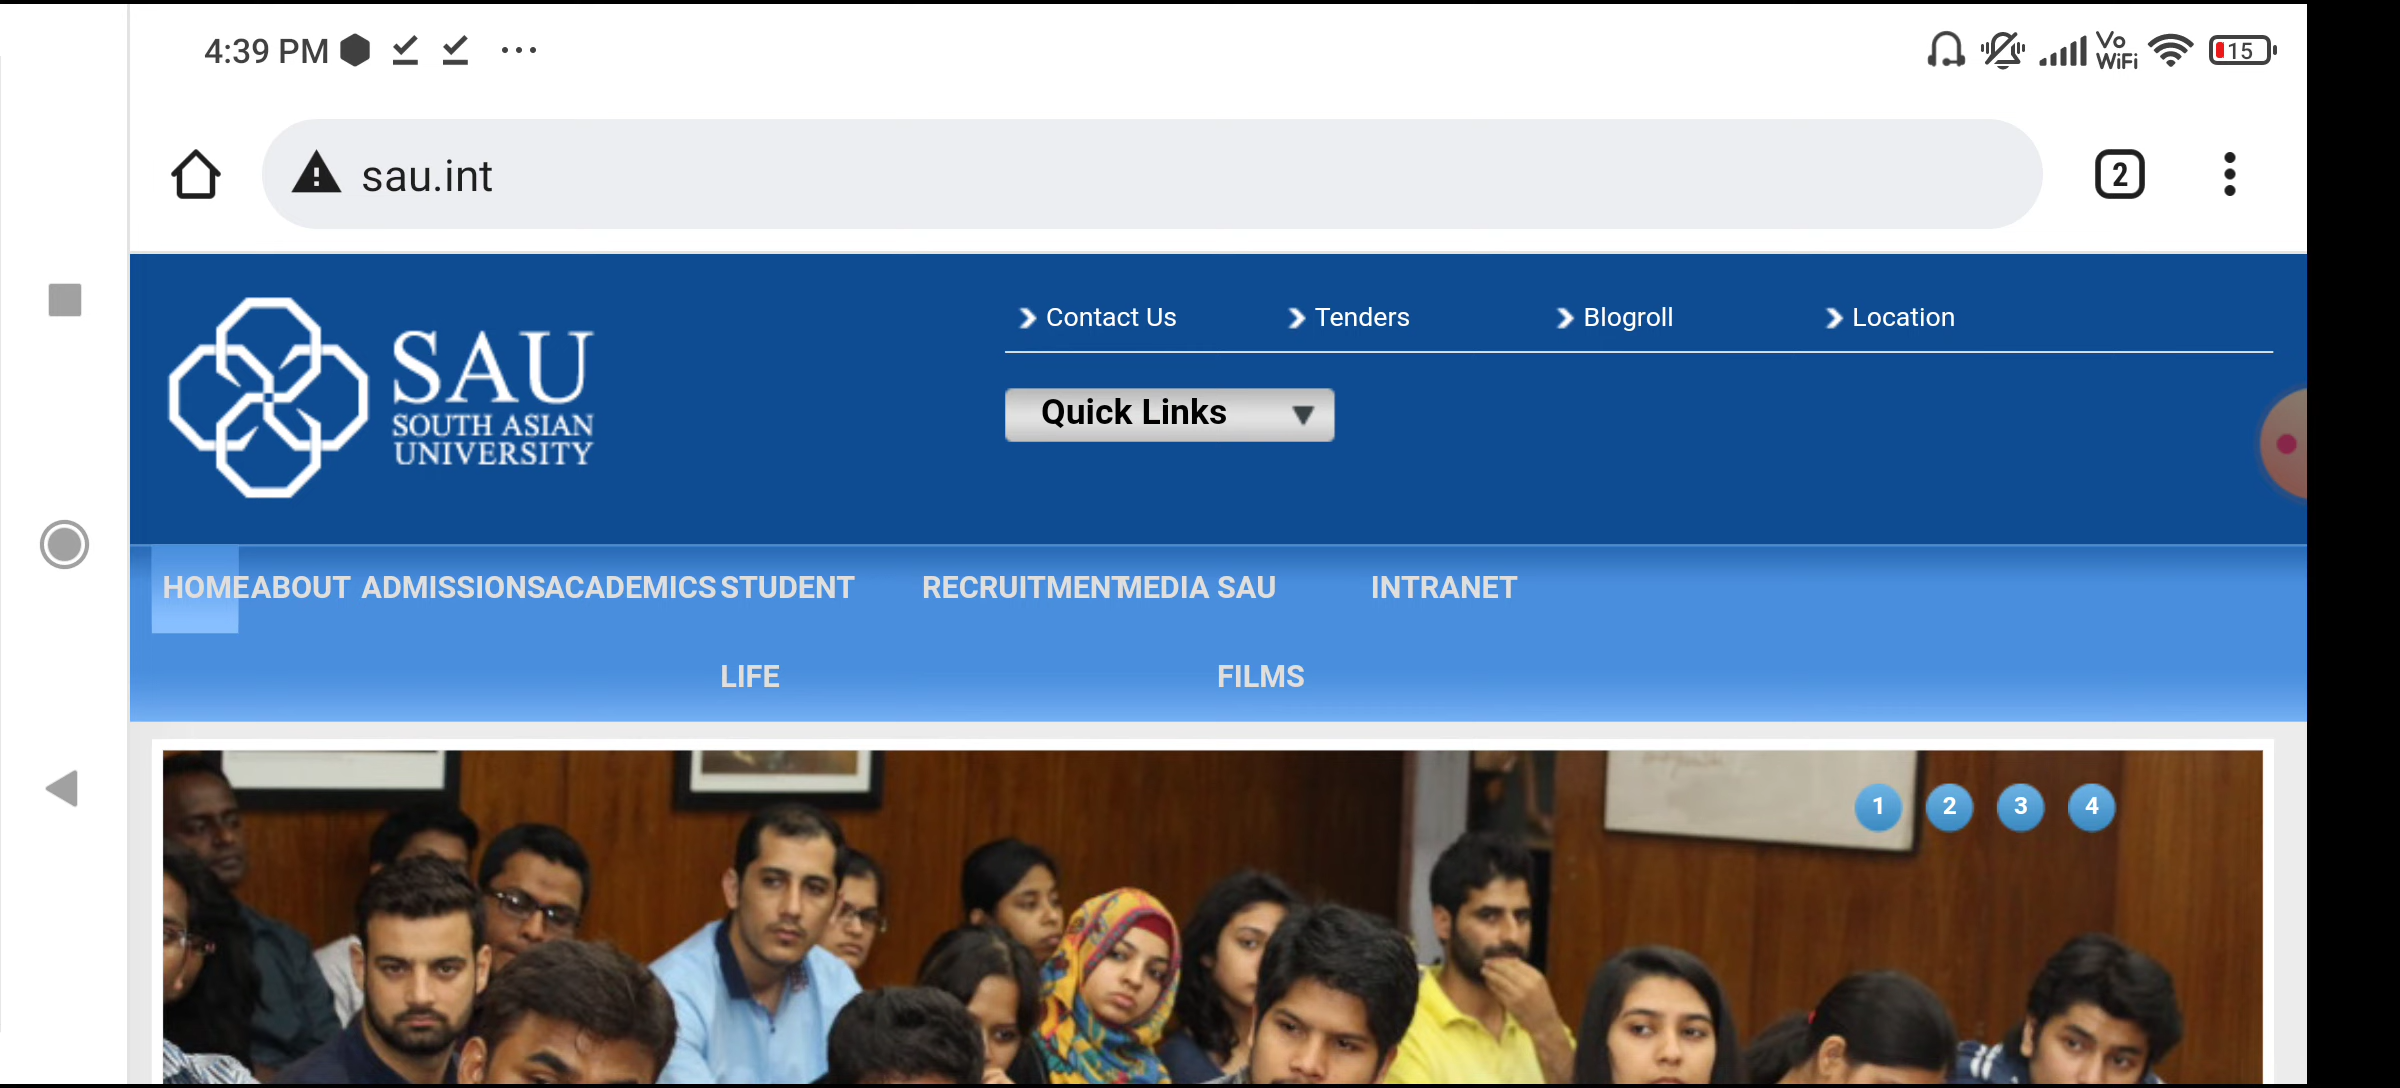 4:39 PM
Vo
WiFi
15
sau.int
2
Contact Us Tenders Blogroll Location
SAU
SOUTH ASIAN
UNIVERSITY
Quick Links
HOME ABOUT ADMISSIONS ACADEMICS STUDENT LIFE RECRUITMENT MEDIA SAU FILMS INTRANET
1 2 3 4